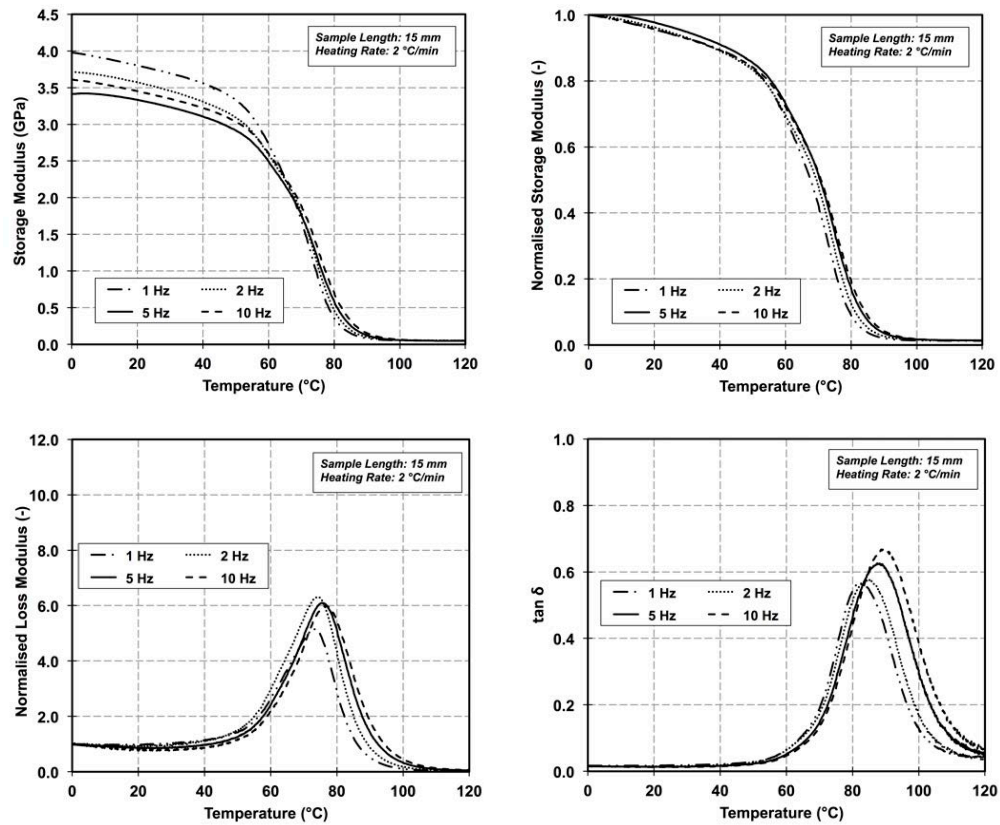 4.5
4.0
3.5
3.0
2.5
2.0
1.5
1.0
0.5
0.0
Storage Modulus (GPa)
Sample Length: 15 mm
Heating Rate: 2 °C/min
1 Hz
2 Hz
5 Hz
10 Hz
0 20 40 60 80 100 120
Temperature (°C)
1.0
0.8
0.6
0.4
0.2
0.0
Normalised Storage Modulus (-)
Sample Length: 15 mm
Heating Rate: 2 °C/min
1 Hz
2 Hz
5 Hz
10 Hz
0 20 40 60 80 100 120
Temperature (°C)
12.0
10.0
8.0
6.0
4.0
2.0
0.0
Normalised Loss Modulus (-)
Sample Length: 15 mm
Heating Rate: 2 °C/min
1 Hz
2 Hz
5 Hz
10 Hz
0 20 40 60 80 100 120
Temperature (°C)
1.0
0.8
0.6
0.4
0.2
0.0
tan δ
Sample Length: 15 mm
Heating Rate: 2 °C/min
1 Hz
2 Hz
5 Hz
10 Hz
0 20 40 60 80 100 120
Temperature (°C)